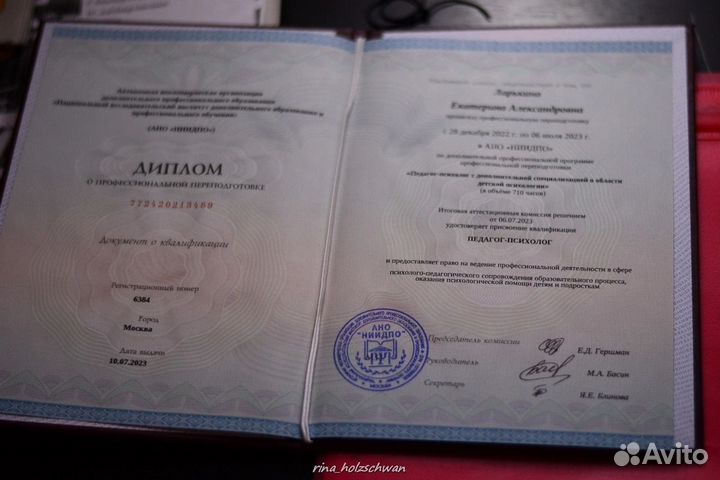 Автономная некоммерческая организация
дополнительного профессионального образования
«Национальный исследовательский институт дополнительного образования и
профессионального обучения»
(АНО «НИИДПО»)
ДИПЛОМ
О ПРОФЕССИОНАЛЬНОЙ ПЕРЕПОДГОТОВКЕ
772420213469
Документ о квалификации
Регистрационный номер
6384
Город
Москва
Дата выдачи
10.07.2023
Ларькина
Екатерина Александровна
профессиональную переподготовку
с 28 декабря 2022 г. по 06 июля 2023 г.
в АНО «НИИДПО»
по дополнительной профессиональной программе
профессиональной переподготовки
«Педагог-психолог с дополнительной специализацией в области
детской психологии»
(в объёме 710 часов)
Итоговая аттестационная комиссия решением
от 06.07.2023
удостоверяет присвоение квалификации
ПЕДАГОГ-ПСИХОЛОГ
и предоставляет право на ведение профессиональной деятельности в сфере
психолого-педагогического сопровождения образовательного процесса,
оказания психологической помощи детям и подросткам
АНО
"НИИДПО"
МОСКВА
Председатель комиссии
Е.Д. Гершман
Руководитель
М.А. Басин
Секретарь
Я.Е. Блинова
rina_holzschwan
Avito